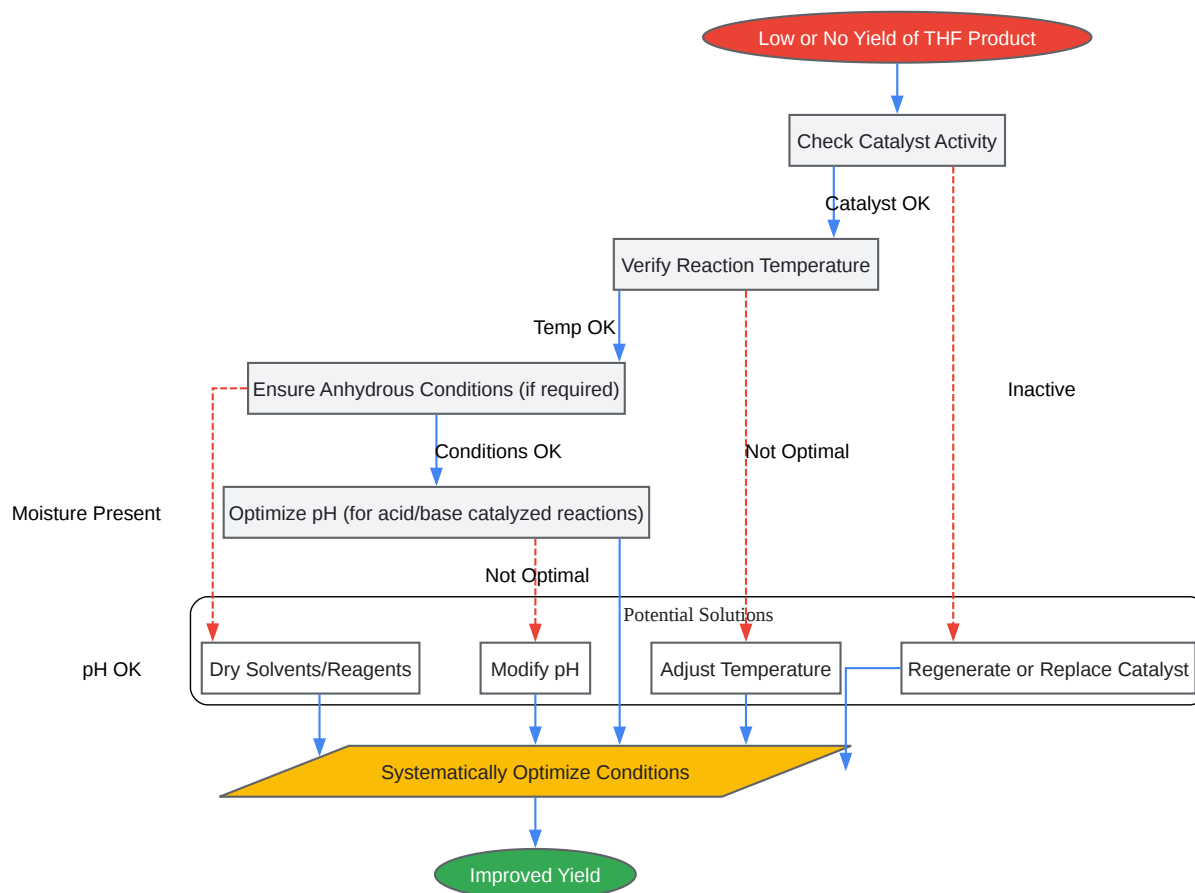 Low or No Yield of THF Product
Check Catalyst Activity
Catalyst OK
Verify Reaction Temperature
Temp OK
Ensure Anhydrous Conditions (if required)
Inactive
Conditions OK
Not Optimal
Optimize pH (for acid/base catalyzed reactions)
Moisture Present
Not Optimal
Potential Solutions
pH OK
Dry Solvents/Reagents
Modify pH
Adjust Temperature
Regenerate or Replace Catalyst
Systematically Optimize Conditions
Improved Yield